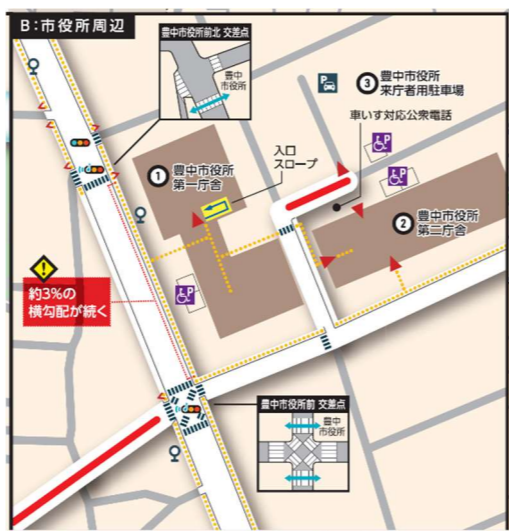 B:市役所周辺
豊中市役所前北 交差点
豊中
市役所
P
③ 豊中市役所
来庁者用駐車場
車いす対応公衆電話
入口
スロープ
① 豊中市役所
第一庁舎
P
P
② 豊中市役所
第二庁舎
P
!
約3%の
横勾配が続く
豊中市役所前 交差点
豊中
市役所